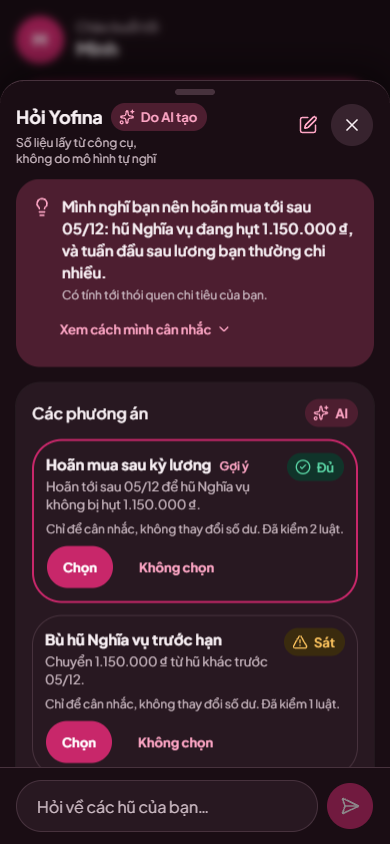 Minh
Hỏi Yofina
Do AI tạo
Số liệu lấy từ công cụ,
không do mô hình tự nghĩ
Mình nghĩ bạn nên hoãn mua tới sau
05/12: hũ Nghĩa vụ đang hụt 1.150.000 ₫,
và tuần đầu sau lương bạn thường chi
nhiều.
Có tính tới thói quen chi tiêu của bạn.
Xem cách mình cân nhắc
Các phương án
AI
Hoãn mua sau kỳ lương Gợi ý
Đủ
Hoãn tới sau 05/12 để hũ Nghĩa vụ
không bị hụt 1.150.000 ₫.
Chỉ để cân nhắc, không thay đổi số dư. Đã kiểm 2 luật.
Chọn
Không chọn
Bù hũ Nghĩa vụ trước hạn
Sát
Chuyển 1.150.000 ₫ từ hũ khác trước
05/12.
Chỉ để cân nhắc, không thay đổi số dư. Đã kiểm 1 luật.
Chọn
Không chọn
Hỏi về các hũ của bạn...